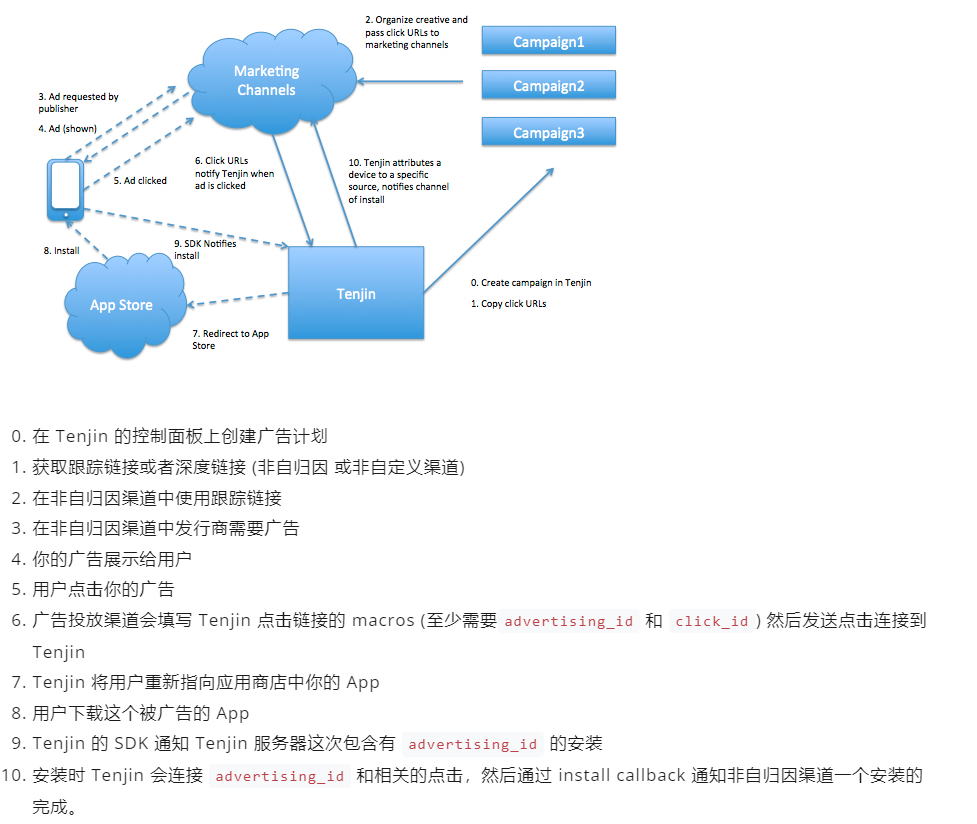 2. Organize creative and
pass click URLs to
marketing channels
Campaign1
Marketing
Channels
Campaign2
3. Ad requested by
publisher
4. Ad (shown)
Campaign3
6. Click URLs
notify Tenjin when
ad is clicked
10. Tenjin attributes a
device to a specific
source, notifies channel
of install
5. Ad clicked
8. Install
9. SDK Notifies
install
App Store
Tenjin
0. Create campaign in Tenjin
1. Copy click URLs
7. Redirect to App
Store
0. 在 Tenjin 的控制面板上创建广告计划
1. 获取跟踪链接或者深度链接 (非自归因 或非自定义渠道)
2. 在非自归因渠道中使用跟踪链接
3. 在非自归因渠道中发行商需要广告
4. 你的广告展示给用户
5. 用户点击你的广告
6. 广告投放渠道会填写 Tenjin 点击链接的 macros (至少需要 advertising_id 和 click_id ) 然后发送点击连接到
Tenjin
7. Tenjin 将用户重新指向应用商店中你的 App
8. 用户下载这个被广告的 App
9. Tenjin 的 SDK 通知 Tenjin 服务器这次包含有 advertising_id 的安装
10. 安装时 Tenjin 会连接 advertising_id 和相关的点击，然后通过 install callback 通知非自归因渠道一个安装的
完成。